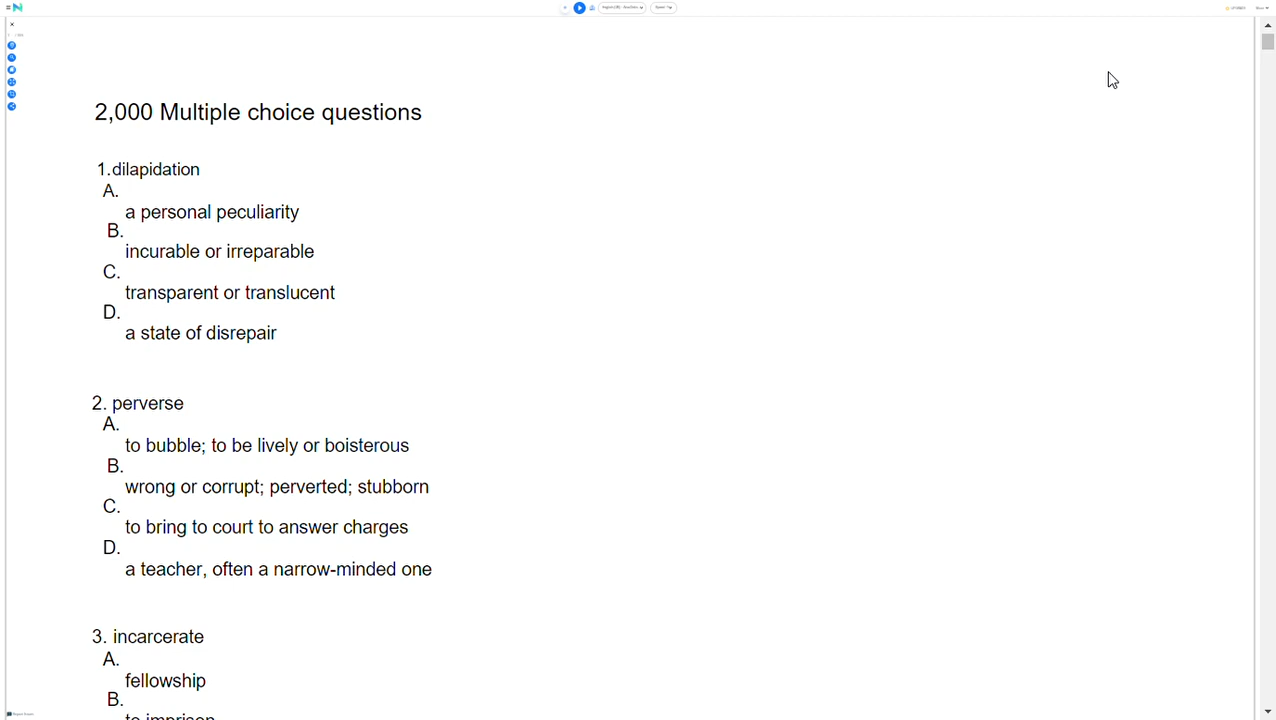 2,000 Multiple choice questions
1.dilapidation
A.
a personal peculiarity
B.
incurable or irreparable
C.
transparent or translucent
D.
a state of disrepair
2. perverse
A.
to bubble; to be lively or boisterous
B.
wrong or corrupt; perverted; stubborn
C.
to bring to court to answer charges
D.
a teacher, often a narrow-minded one
3. incarcerate
A.
fellowship
B.
to imprison